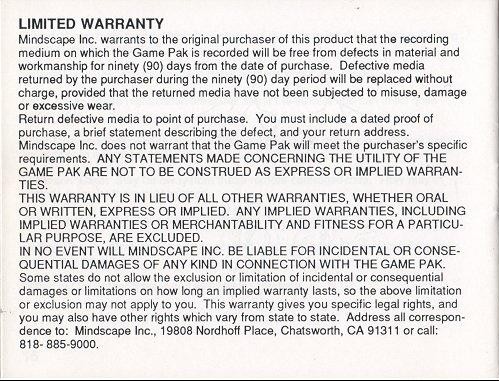 LIMITED WARRANTY
Mindscape Inc. warrants to the original purchaser of this product that the recording
medium on which the Game Pak is recorded will be free from defects in material and
workmanship for ninety (90) days from the date of purchase.  Defective media
returned by the purchaser during the ninety (90) day period will be replaced without
charge, provided that the returned media have not been subjected to misuse, damage
or excessive wear.
Return defective media to point of purchase.  You must include a dated proof of
purchase, a brief statement describing the defect, and your return address.
Mindscape Inc. does not warrant that the Game Pak will meet the purchaser's specific
requirements.  ANY STATEMENTS MADE CONCERNING THE UTILITY OF THE
GAME PAK ARE NOT TO BE CONSTRUED AS EXPRESS OR IMPLIED WARRAN-
TIES.
THIS WARRANTY IS IN LIEU OF ALL OTHER WARRANTIES, WHETHER ORAL
OR WRITTEN, EXPRESS OR IMPLIED.  ANY IMPLIED WARRANTIES, INCLUDING
IMPLIED WARRANTIES OR MERCHANTABILITY AND FITNESS FOR A PARTICU-
LAR PURPOSE, ARE EXCLUDED.
IN NO EVENT WILL MINDSCAPE INC. BE LIABLE FOR INCIDENTAL OR CONSE-
QUENTIAL DAMAGES OF ANY KIND IN CONNECTION WITH THE GAME PAK.
Some states do not allow the exclusion or limitation of incidental or consequential
damages or limitations on how long an implied warranty lasts, so the above limitation
or exclusion may not apply to you.  This warranty gives you specific legal rights, and
you may also have other rights which vary from state to state.  Address all correspon-
dence to:  Mindscape Inc., 19808 Nordhoff Place, Chatsworth, CA 91311 or call:
818- 885-9000.